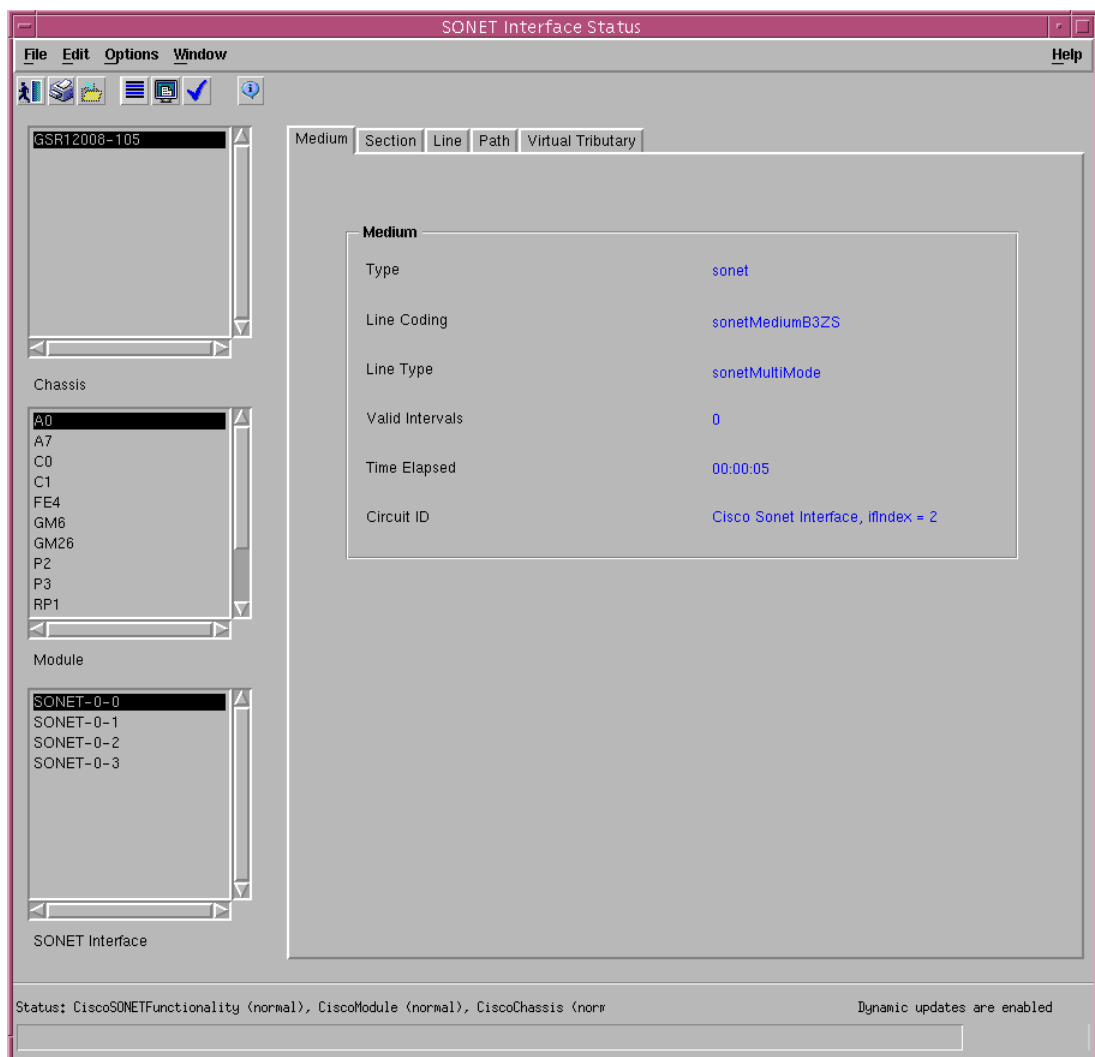 SONET Interface Status
File Edit Options Window Help
GSR12008-105
Chassis
A0
A7
C0
C1
FE4
GM6
GM26
P2
P3
RP1
Module
SONET-0-0
SONET-0-1
SONET-0-2
SONET-0-3
SONET Interface
Medium Section Line Path Virtual Tributary
Medium
Type sonet
Line Coding sonetMediumB3ZS
Line Type sonetMultiMode
Valid Intervals 0
Time Elapsed 00:00:05
Circuit ID Cisco Sonet Interface, ifIndex = 2
Status: CiscoSONETFunctionality (normal), CiscoModule (normal), CiscoChassis (norm Dynamic updates are enabled